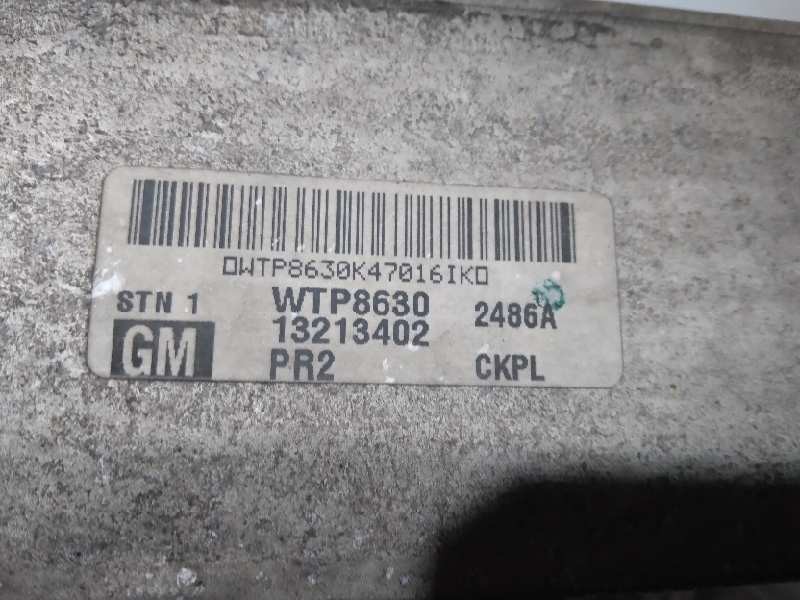 ▯WTP8630K47016IK▯
STN 1 WTP8630 2486A
13213402
GM PR2 CKPL